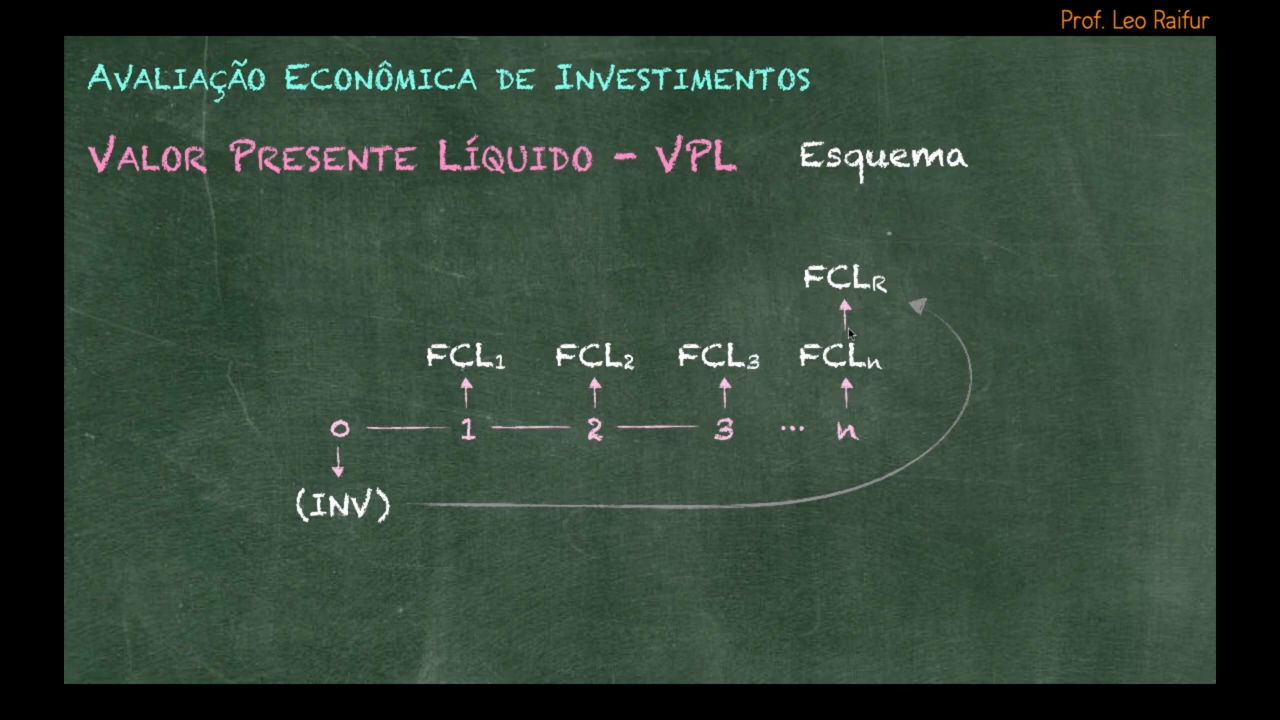 Prof. Leo Raifur
Avaliação Econômica de Investimentos
Valor Presente Líquido - VPL Esquema
FCLR
FCL1 FCL2 FCL3 FCLn
0 1 2 3 ... n
(INV)